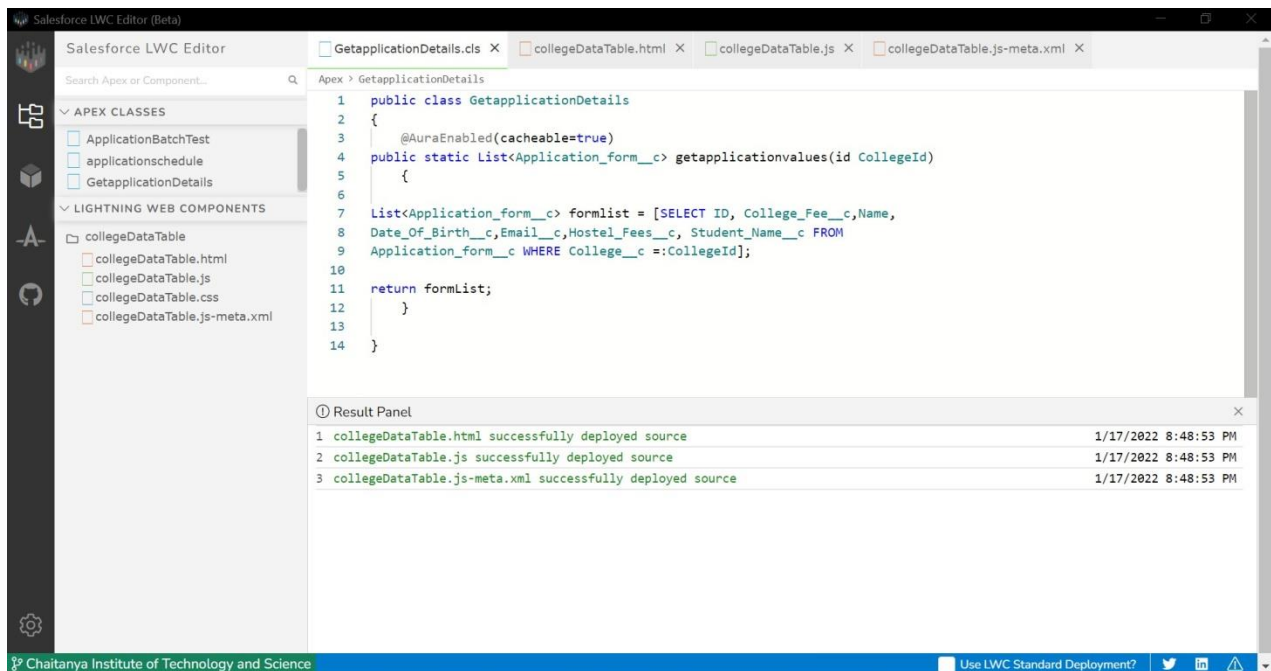 Salesforce LWC Editor (Beta)
Salesforce LWC Editor
Search Apex or Component...
APEX CLASSES
ApplicationBatchTest
applicationschedule
GetapplicationDetails
LIGHTNING WEB COMPONENTS
collegeDataTable
collegeDataTable.html
collegeDataTable.js
collegeDataTable.css
collegeDataTable.js-meta.xml
GetapplicationDetails.cls X collegeDataTable.html X collegeDataTable.js X collegeDataTable.js-meta.xml X
Apex > GetapplicationDetails
1 public class GetapplicationDetails
2 {
3 @AuraEnabled(cacheable=true)
4 public static List<Application_form__c> getapplicationvalues(id CollegeId)
5 {
6
7 List<Application_form__c> formlist = [SELECT ID, College_Fee__c,Name,
8 Date_Of_Birth__c,Email__c,Hostel_Fees__c, Student_Name__c FROM
9 Application_form__c WHERE College__c =:CollegeId];
10
11 return formList;
12 }
13
14 }
Result Panel
1 collegeDataTable.html successfully deployed source 1/17/2022 8:48:53 PM
2 collegeDataTable.js successfully deployed source 1/17/2022 8:48:53 PM
3 collegeDataTable.js-meta.xml successfully deployed source 1/17/2022 8:48:53 PM
Chaitanya Institute of Technology and Science
Use LWC Standard Deployment?
in